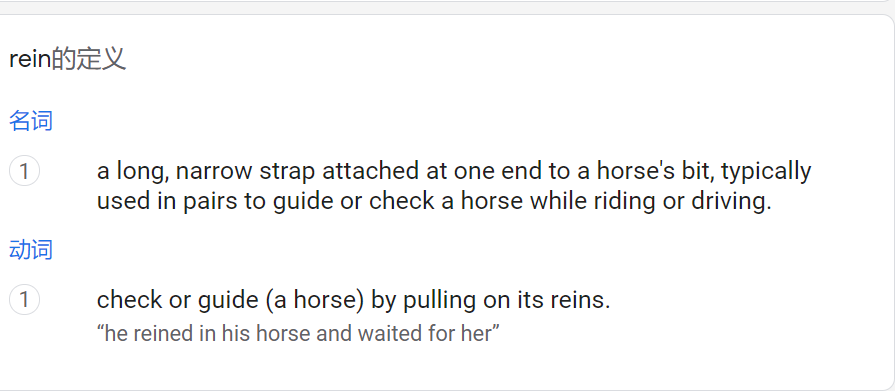 rein的定义
名词
1
a long, narrow strap attached at one end to a horse's bit, typically
used in pairs to guide or check a horse while riding or driving.
动词
1
check or guide (a horse) by pulling on its reins.
“he reined in his horse and waited for her”